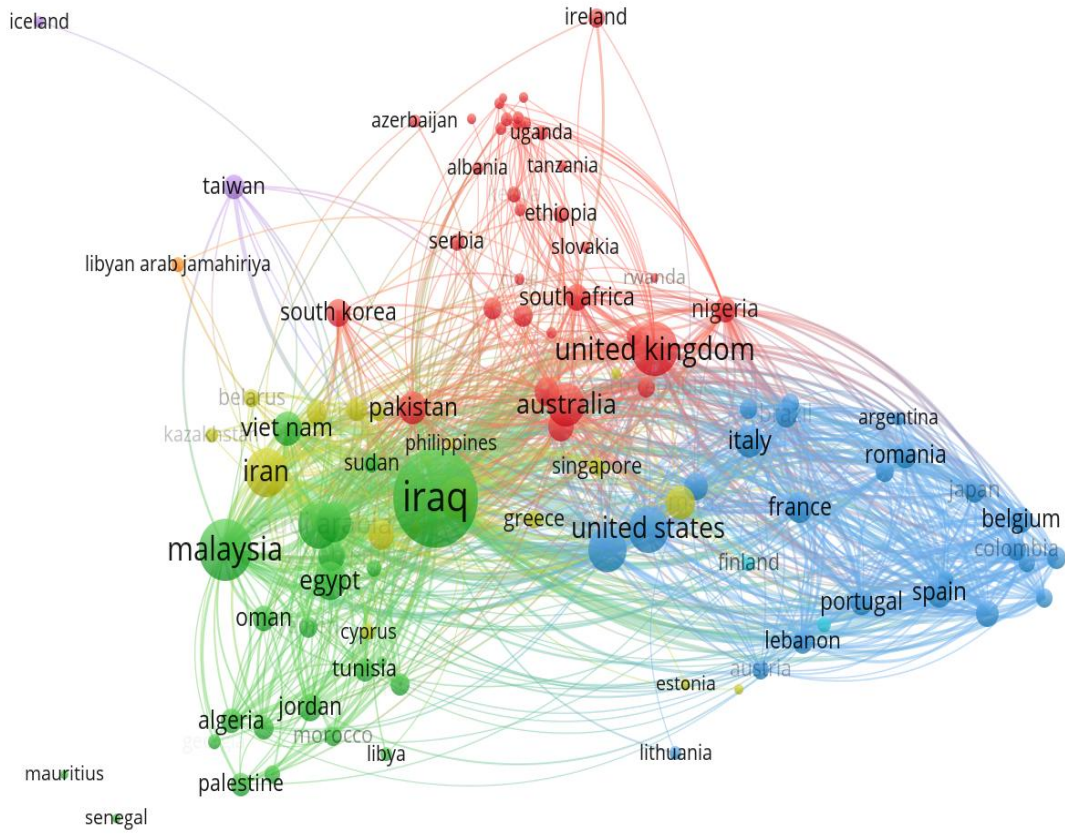 iceland
ireland
azerbaijan
uganda
albania
tanzania
taiwan
ethiopia
serbia
slovakia
libyan arab jamahiriya
rwanda
south africa
south korea
nigeria
united kingdom
belarus
pakistan
australia
brazil
argentina
viet nam
kazakhstan
philippines
italy
romania
iran
sudan
singapore
iraq
japan
france
belgium
greece
united states
saudi arabia
malaysia
colombia
finland
egypt
portugal
spain
oman
cyprus
lebanon
tunisia
austria
estonia
jordan
algeria
morocco
libya
lithuania
mauritius
palestine
senegal